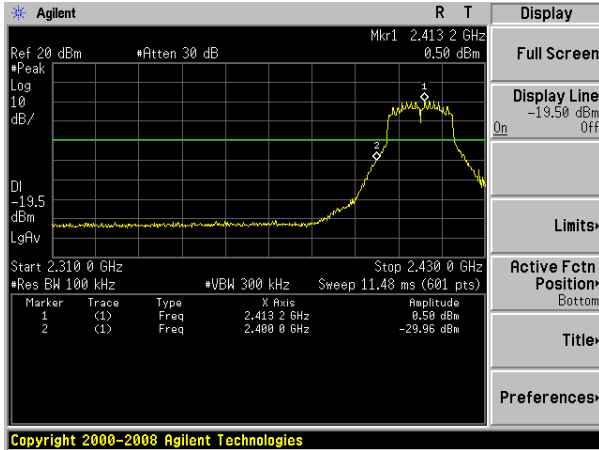 Agilent R T Display
Mkr1 2.413 2 GHz
Ref 20 dBm #Atten 30 dB 0.50 dBm
#Peak
Log
10
dB/
DI
-19.5
dBm
LgAv
1
2
Start 2.310 0 GHz Stop 2.430 0 GHz
#Res BW 100 kHz #VBW 300 kHz Sweep 11.48 ms (601 pts)
Marker Trace Type X Axis Amplitude
1 (1) Freq 2.413 2 GHz 0.50 dBm
2 (1) Freq 2.400 0 GHz -29.96 dBm
Full Screen
Display Line
-19.50 dBm
On Off
Limits
Active Fctn
Position
Bottom
Title
Preferences
Copyright 2000-2008 Agilent Technologies